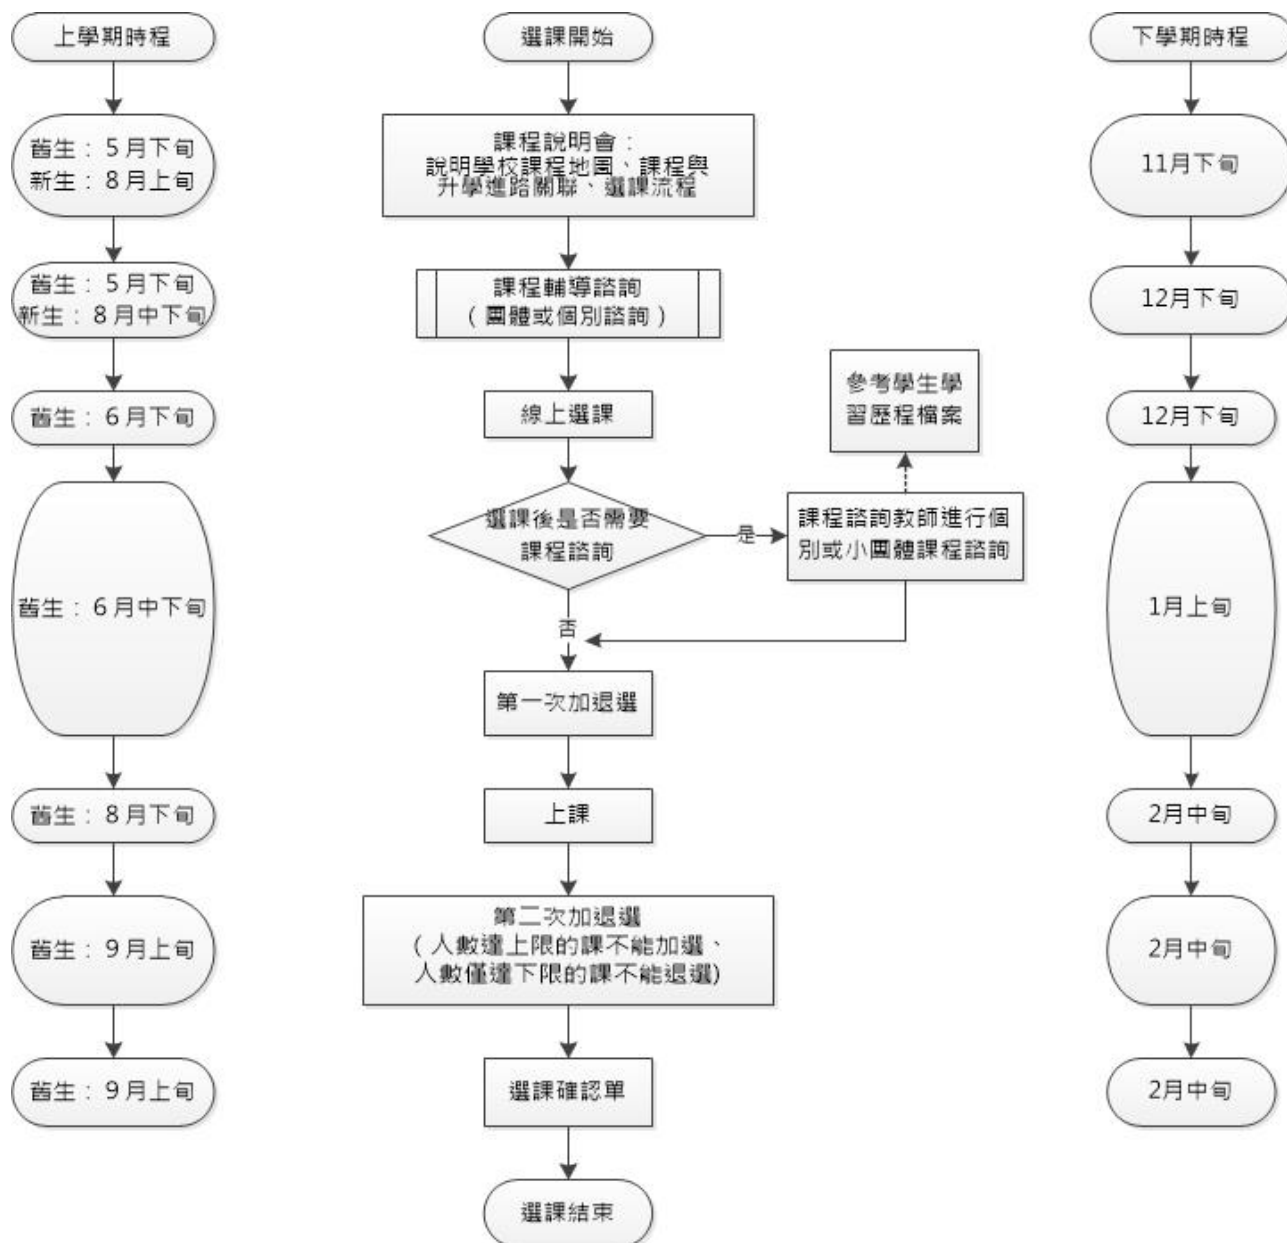 上學期時程
舊生：5月下旬
新生：8月上旬
舊生：5月下旬
新生：8月中下旬
舊生：6月下旬
舊生：6月中下旬
舊生：8月下旬
舊生：9月上旬
舊生：9月上旬
選課開始
課程說明會：
說明學校課程地圖、課程與
升學進路關聯、選課流程
課程輔導諮詢
（團體或個別諮詢）
線上選課
選課後是否需要
課程諮詢
是
課程諮詢教師進行個
別或小團體課程諮詢
參考學生學
習歷程檔案
否
第一次加退選
上課
第二次加退選
（人數達上限的課不能加選、
人數僅達下限的課不能退選)
選課確認單
選課結束
下學期時程
11月下旬
12月下旬
12月下旬
1月上旬
2月中旬
2月中旬
2月中旬